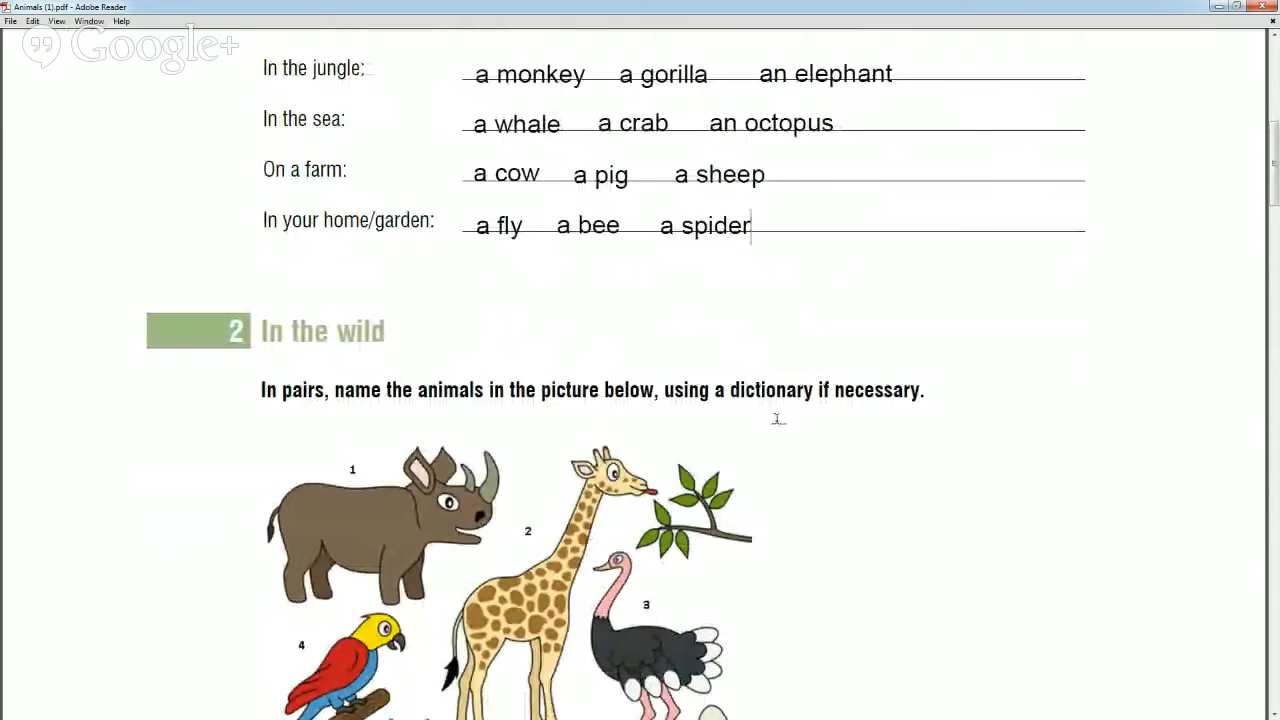 Animals (1).pdf - Adobe Reader
File Edit View Window Help
Google+
In the jungle: a monkey a gorilla an elephant
In the sea: a whale a crab an octopus
On a farm: a cow a pig a sheep
In your home/garden: a fly a bee a spider
2 In the wild
In pairs, name the animals in the picture below, using a dictionary if necessary.
1
2
3
4